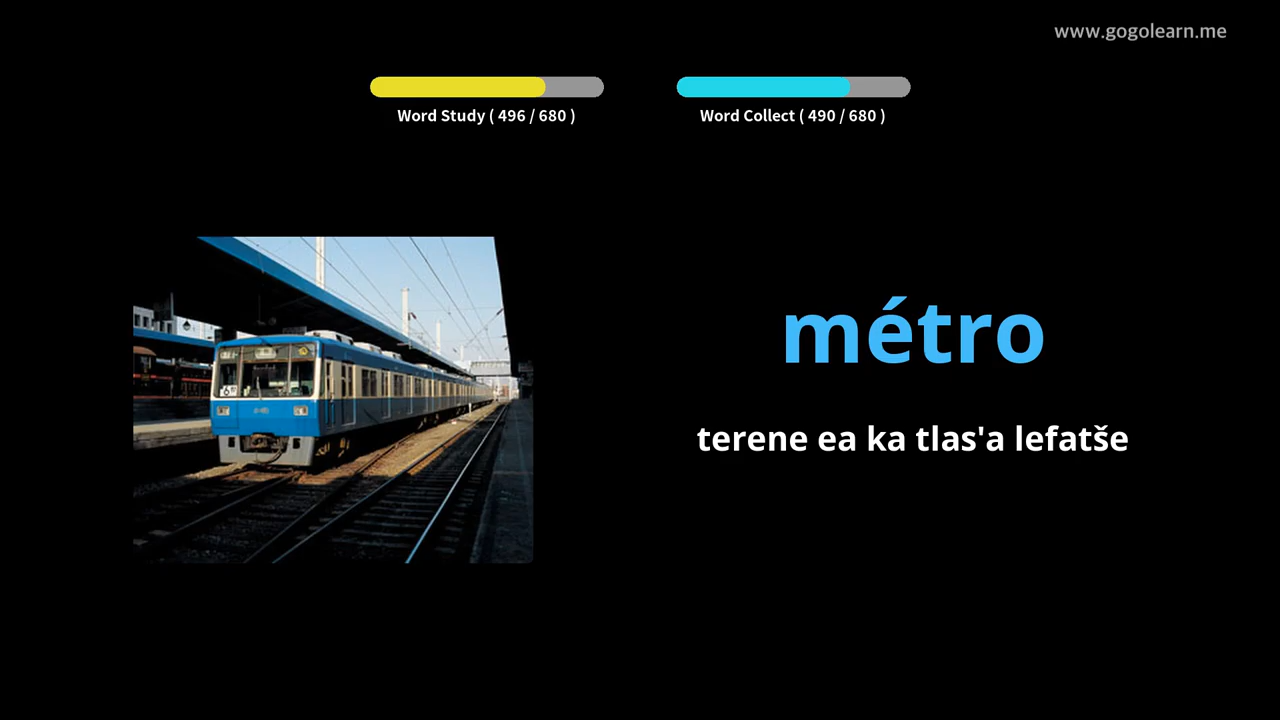 www.gogolearn.me
Word Study ( 496 / 680 )
Word Collect ( 490 / 680 )
métro
terene ea ka tlas'a lefatše